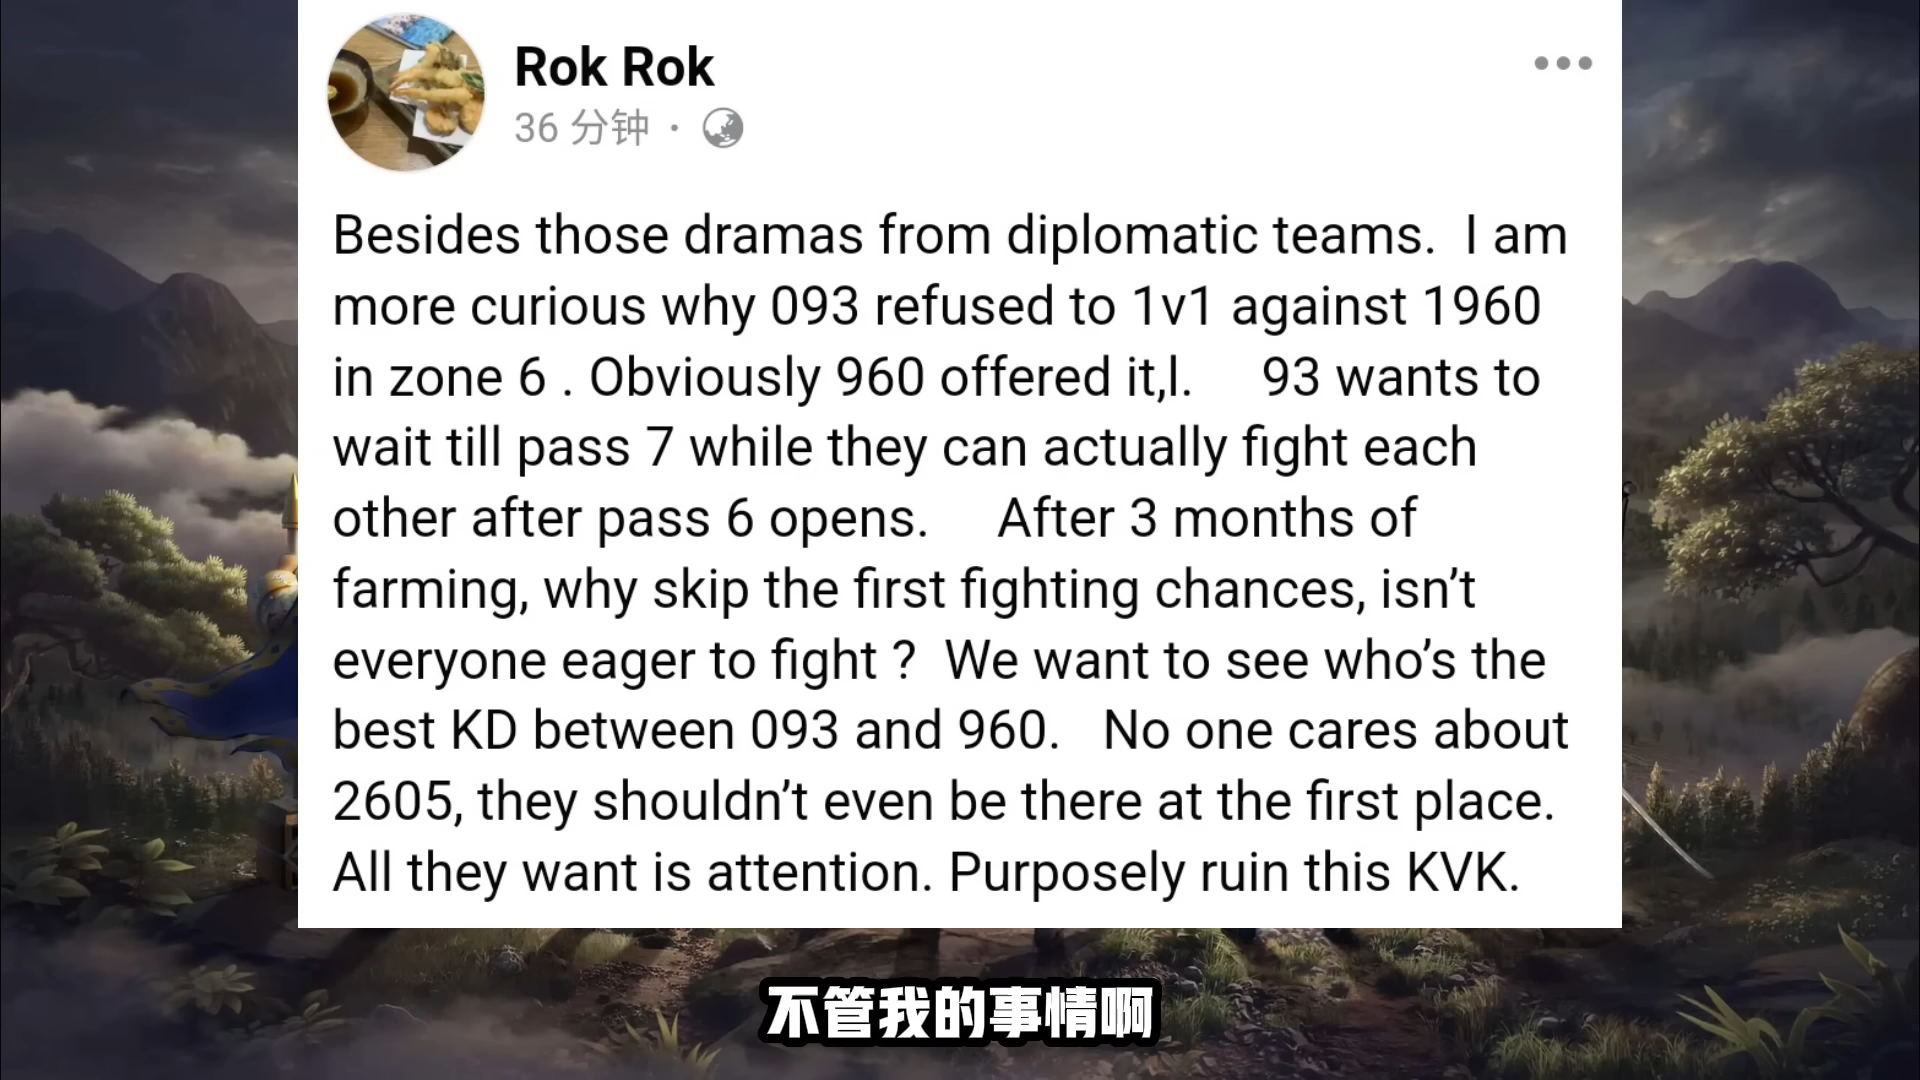 Rok Rok
36 分钟 ·
Besides those dramas from diplomatic teams.  I am
more curious why 093 refused to 1v1 against 1960
in zone 6 . Obviously 960 offered it,l.     93 wants to
wait till pass 7 while they can actually fight each
other after pass 6 opens.     After 3 months of
farming, why skip the first fighting chances, isn’t
everyone eager to fight ?  We want to see who’s the
best KD between 093 and 960.   No one cares about
2605, they shouldn’t even be there at the first place.
All they want is attention. Purposely ruin this KVK.
不管我的事情啊